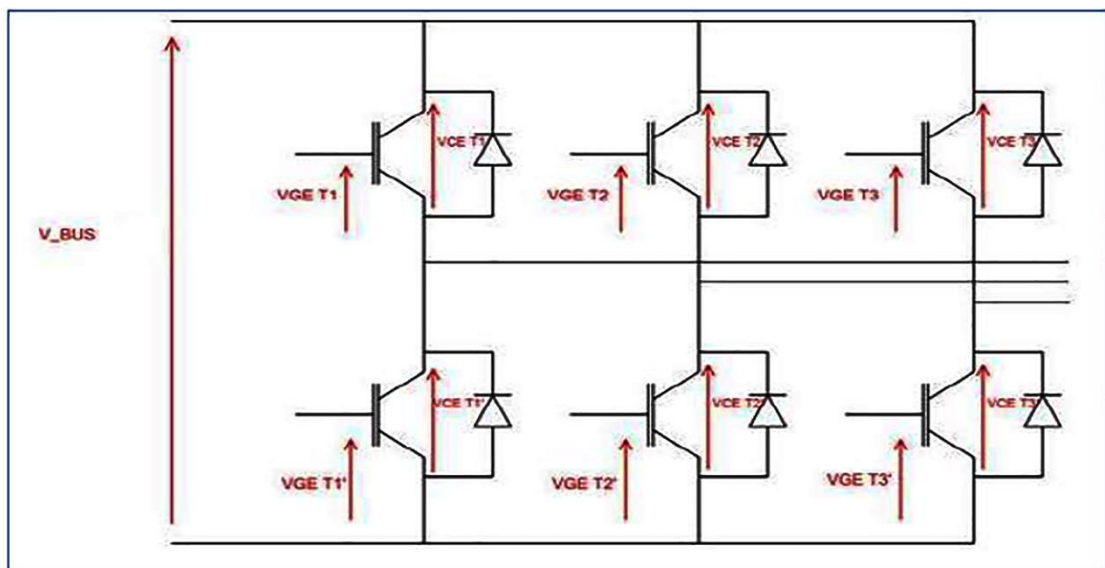 VCE T1
VCE T2
VCE T3
VGE T1
VGE T2
VGE T3
V_BUS
VCE T1'
VCE T2'
VCE T3'
VGE T1'
VGE T2'
VGE T3'